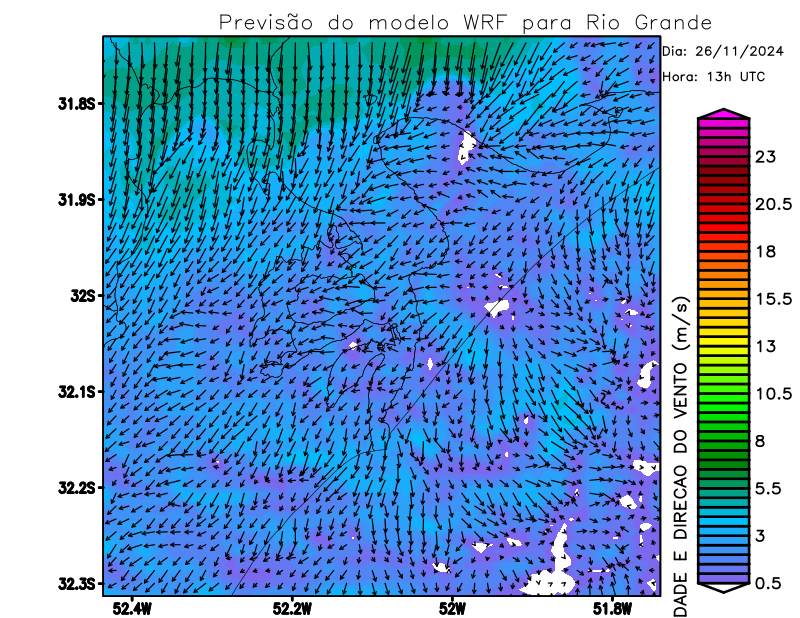 Previsão do modelo WRF para Rio Grande
Dia: 26/11/2024
Hora: 13h UTC
31.8S
31.9S
32S
32.1S
32.2S
32.3S
52.4W
52.2W
52W
51.8W
23
20.5
18
15.5
13
10.5
8
5.5
3
0.5
DADE E DIRECAO DO VENTO (m/s)